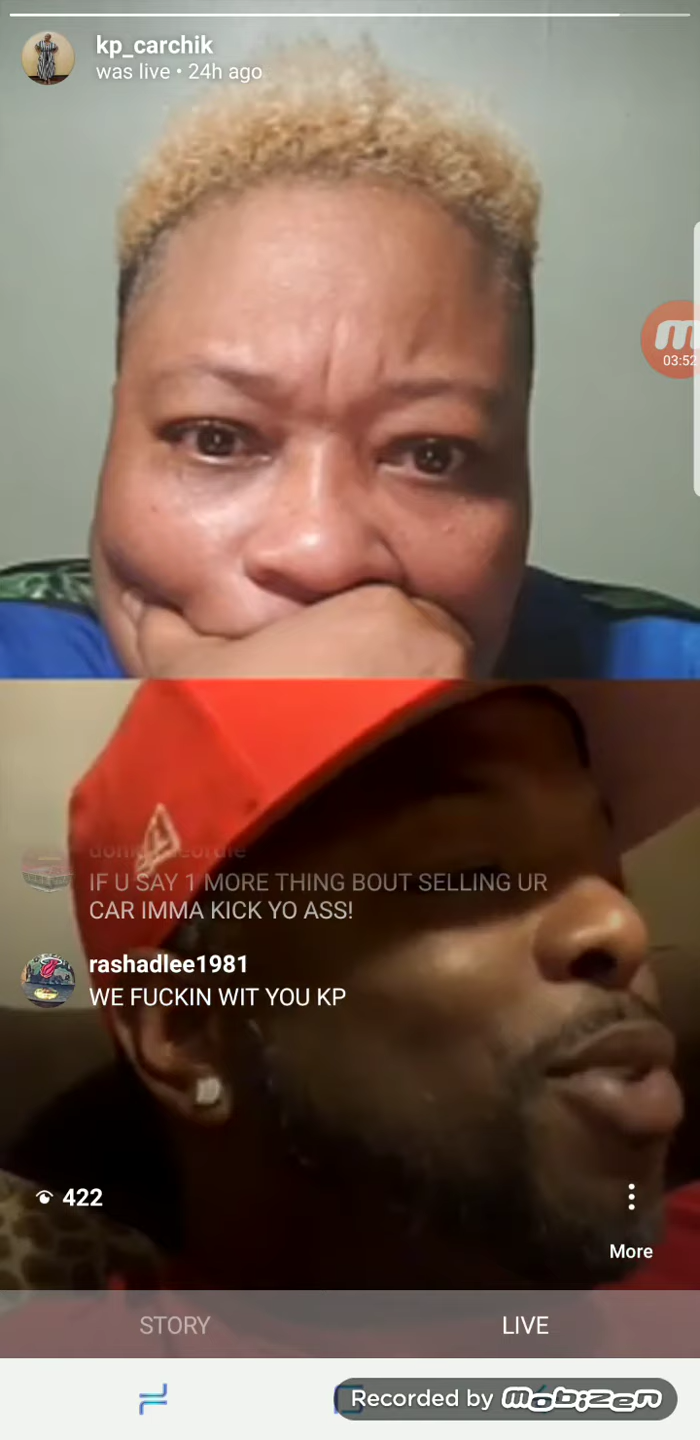 kp_carchik
was live • 24h ago
03:52
IF U SAY 1 MORE THING BOUT SELLING UR
CAR IMMA KICK YO ASS!
rashadlee1981
WE FUCKIN WIT YOU KP
422
More
STORY
LIVE
Recorded by mobizen